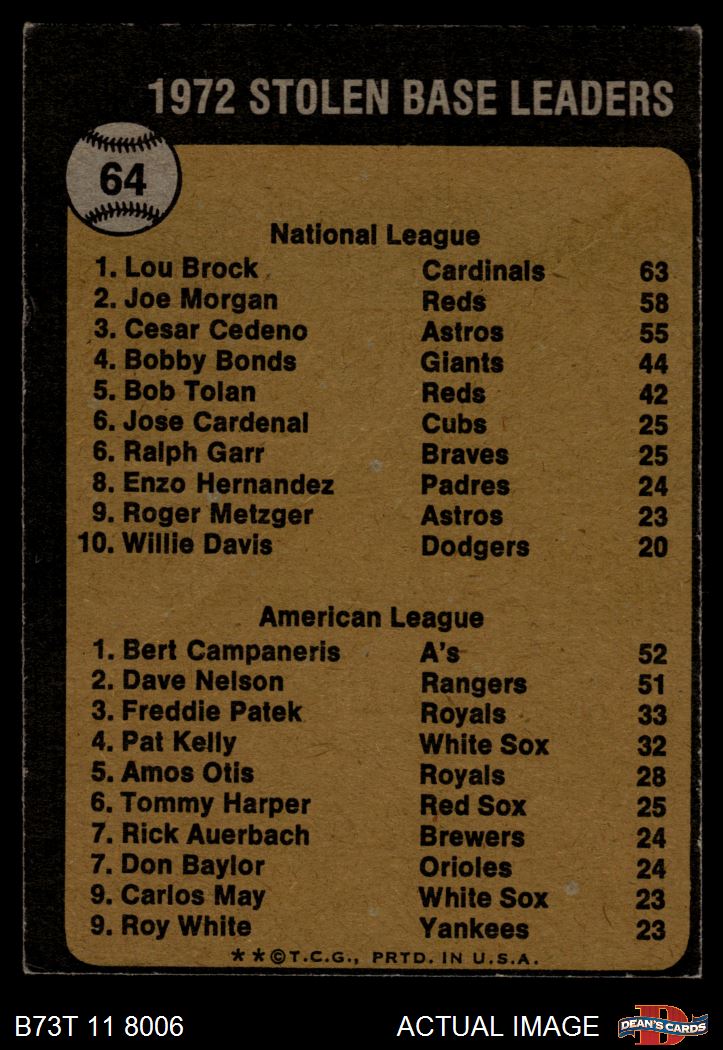 1972 STOLEN BASE LEADERS
64
National League
1. Lou Brock Cardinals 63
2. Joe Morgan Reds 58
3. Cesar Cedeno Astros 55
4. Bobby Bonds Giants 44
5. Bob Tolan Reds 42
6. Jose Cardenal Cubs 25
6. Ralph Garr Braves 25
8. Enzo Hernandez Padres 24
9. Roger Metzger Astros 23
10. Willie Davis Dodgers 20
American League
1. Bert Campaneris A's 52
2. Dave Nelson Rangers 51
3. Freddie Patek Royals 33
4. Pat Kelly White Sox 32
5. Amos Otis Royals 28
6. Tommy Harper Red Sox 25
7. Rick Auerbach Brewers 24
7. Don Baylor Orioles 24
9. Carlos May White Sox 23
9. Roy White Yankees 23
**©T.C.G., PRTD. IN U.S.A.
B73T 11 8006 ACTUAL IMAGE D DEAN'S CARDS